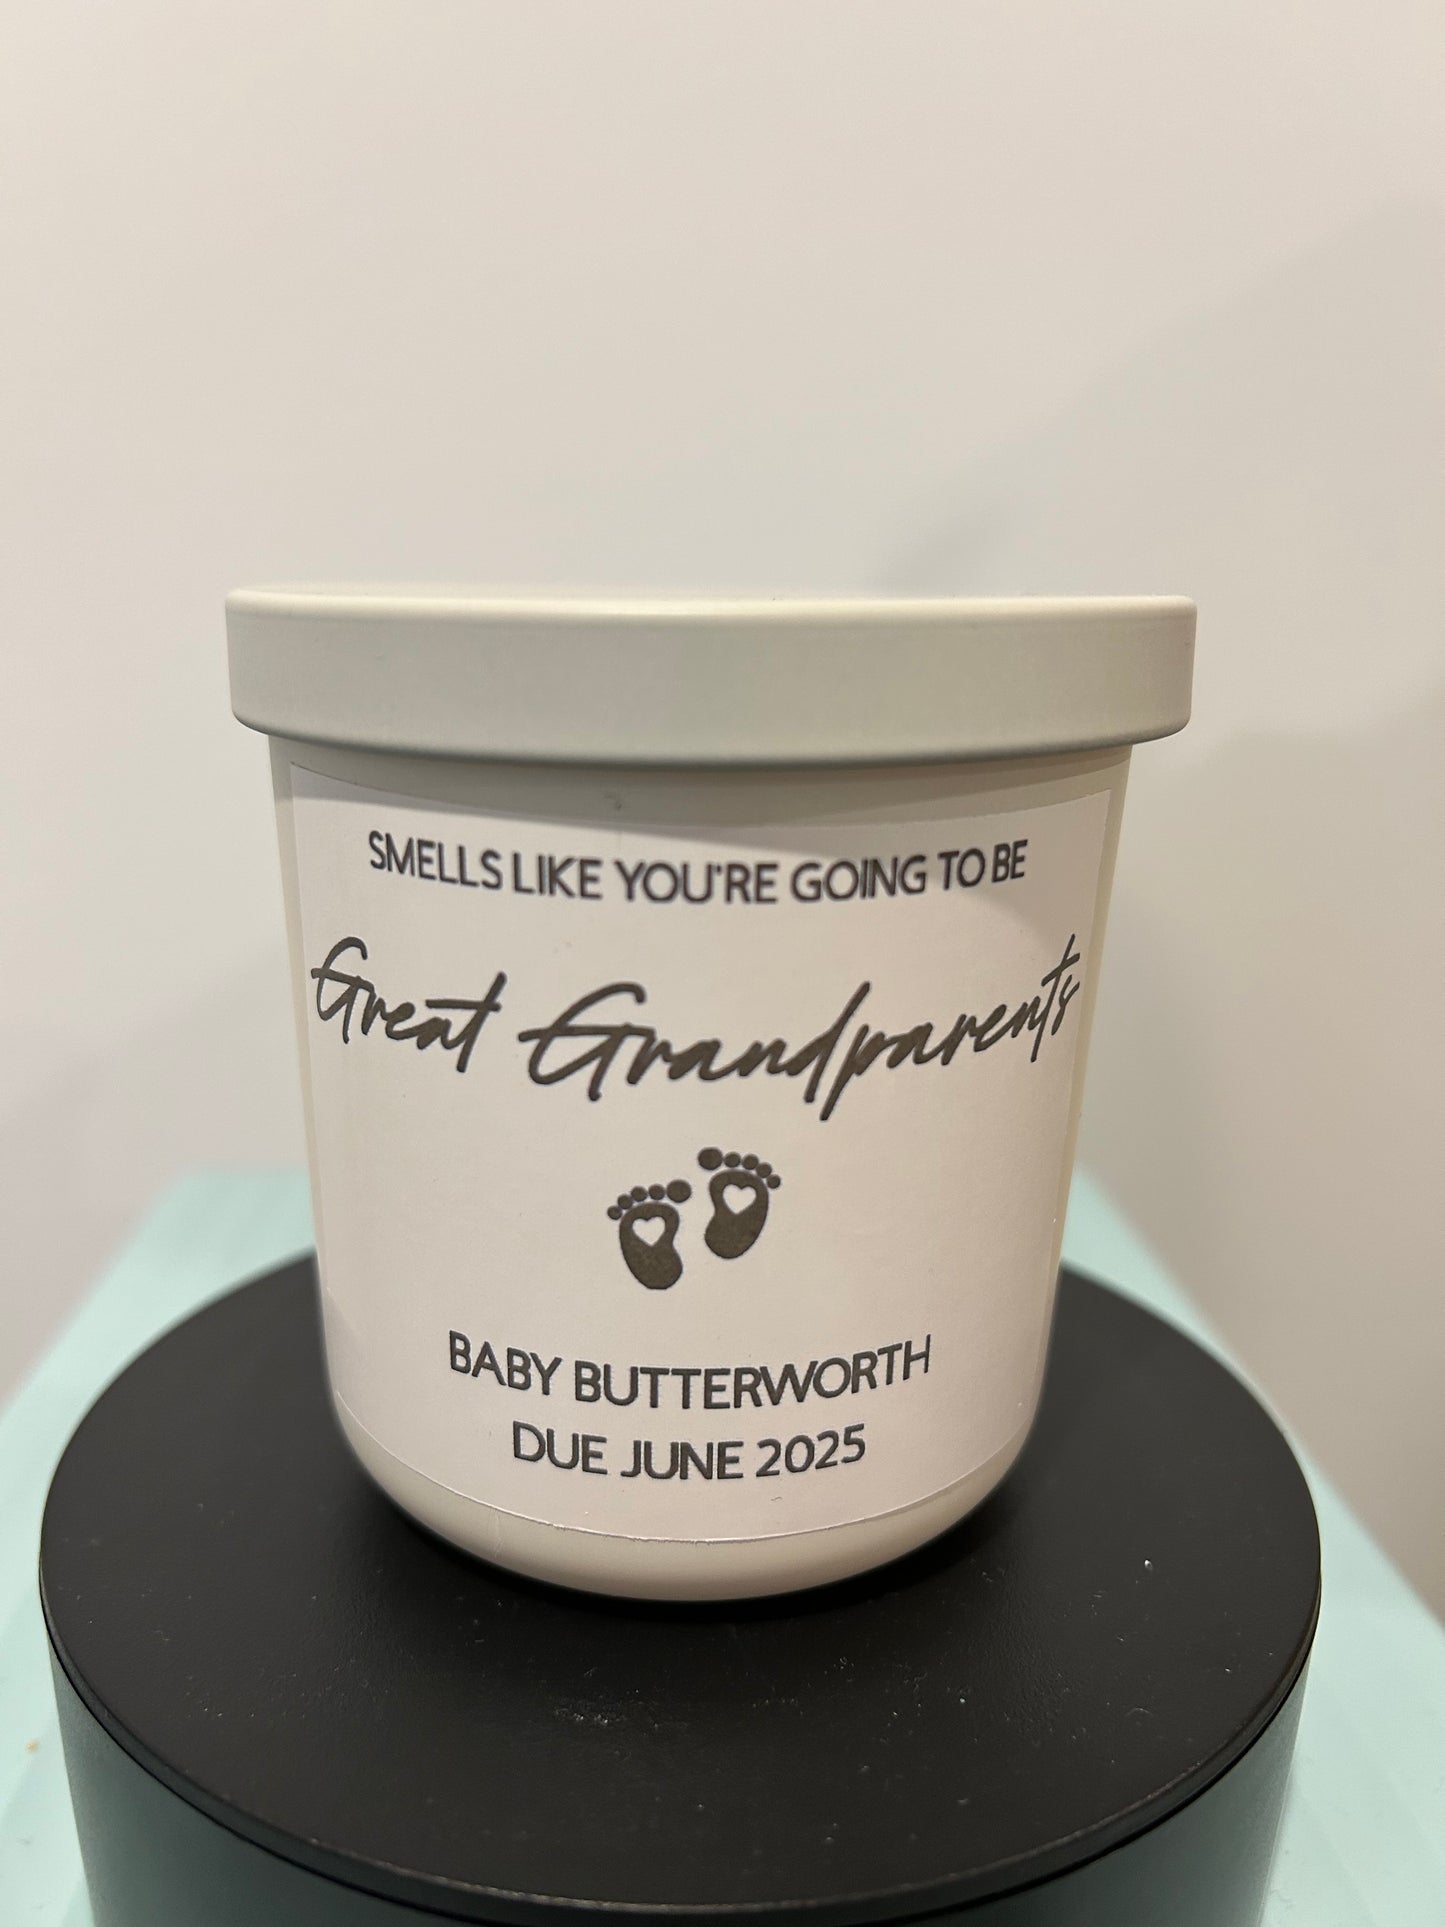 SMELLS LIKE YOU'RE GOING TO BE
Great Grandparents
BABY BUTTERWORTH
DUE JUNE 2025